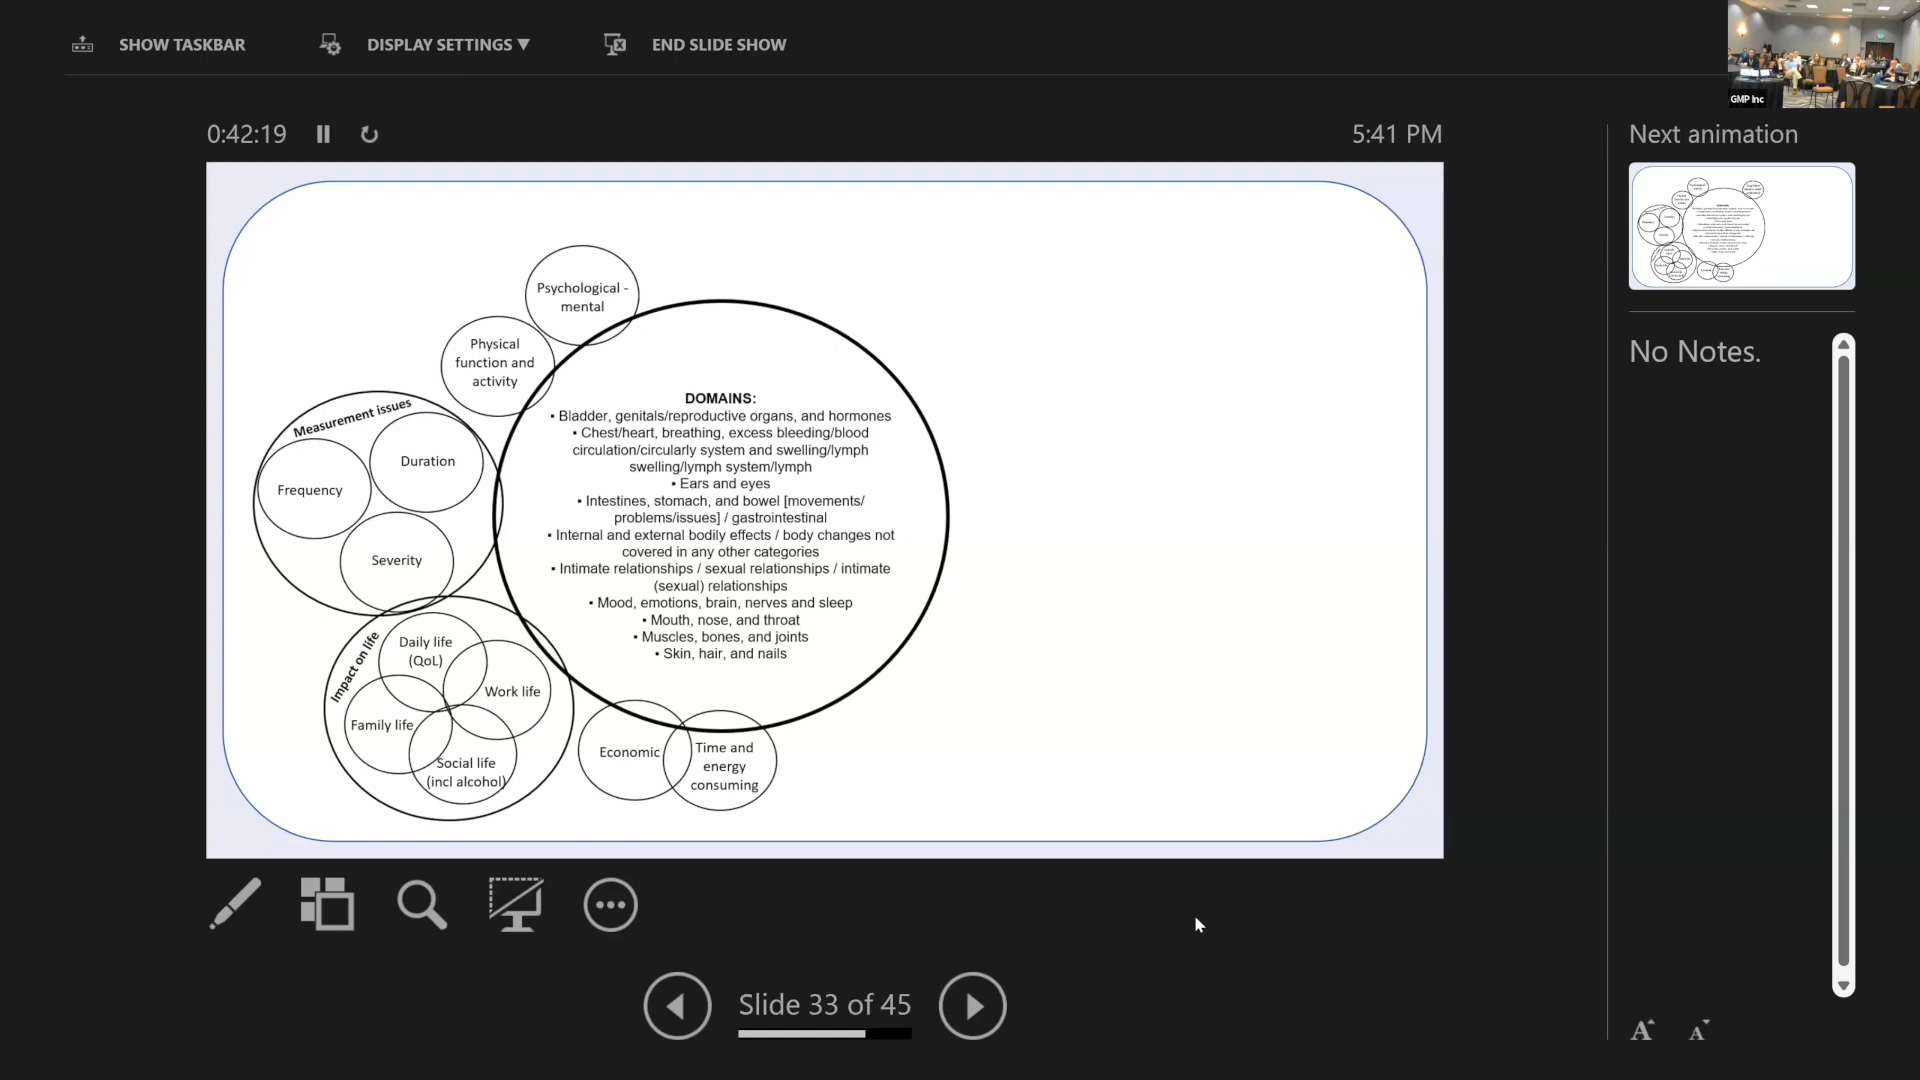 SHOW TASKBAR
DISPLAY SETTINGS ▼
END SLIDE SHOW
GMP Inc
0:42:19
5:41 PM
Next animation
Psychological -
mental
Physical
function and
activity
Measurement issues
Duration
Frequency
Severity
DOMAINS:
▪ Bladder, genitals/reproductive organs, and hormones
▪ Chest/heart, breathing, excess bleeding/blood
circulation/circularly system and swelling/lymph
swelling/lymph system/lymph
▪ Ears and eyes
▪ Intestines, stomach, and bowel [movements/
problems/issues] / gastrointestinal
▪ Internal and external bodily effects / body changes not
covered in any other categories
▪ Intimate relationships / sexual relationships / intimate
(sexual) relationships
▪ Mood, emotions, brain, nerves and sleep
▪ Mouth, nose, and throat
▪ Muscles, bones, and joints
▪ Skin, hair, and nails
Impact on life
Daily life
(QoL)
Work life
Family life
Social life
(incl alcohol)
Economic
Time and
energy
consuming
No Notes.
Slide 33 of 45
A A